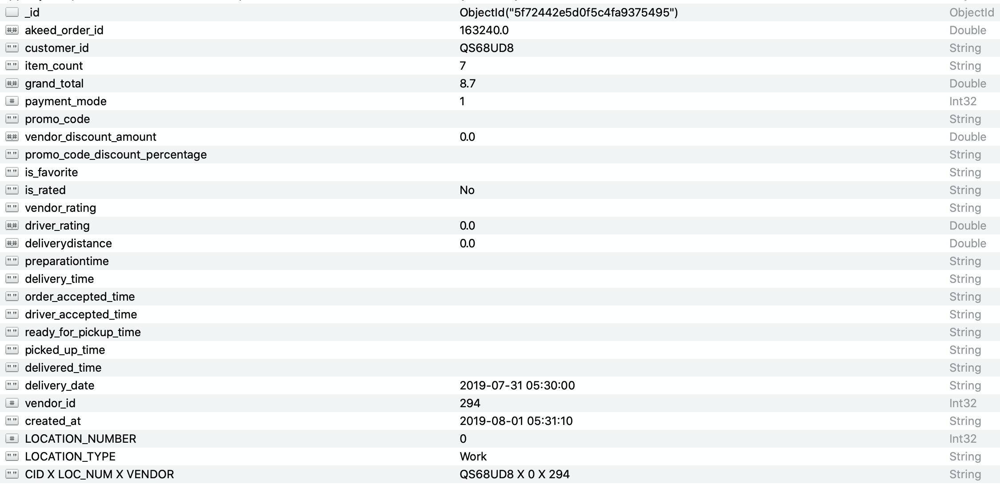 _id ObjectId("5f72442e5d0f5c4fa9375495") ObjectId
akeed_order_id 163240.0 Double
customer_id QS68UD8 String
item_count 7 String
grand_total 8.7 Double
payment_mode 1 Int32
promo_code String
vendor_discount_amount 0.0 Double
promo_code_discount_percentage String
is_favorite String
is_rated No String
vendor_rating String
driver_rating 0.0 Double
deliverydistance 0.0 Double
preparationtime String
delivery_time String
order_accepted_time String
driver_accepted_time String
ready_for_pickup_time String
picked_up_time String
delivered_time String
delivery_date 2019-07-31 05:30:00 String
vendor_id 294 Int32
created_at 2019-08-01 05:31:10 String
LOCATION_NUMBER 0 Int32
LOCATION_TYPE Work String
CID X LOC_NUM X VENDOR QS68UD8 X 0 X 294 String